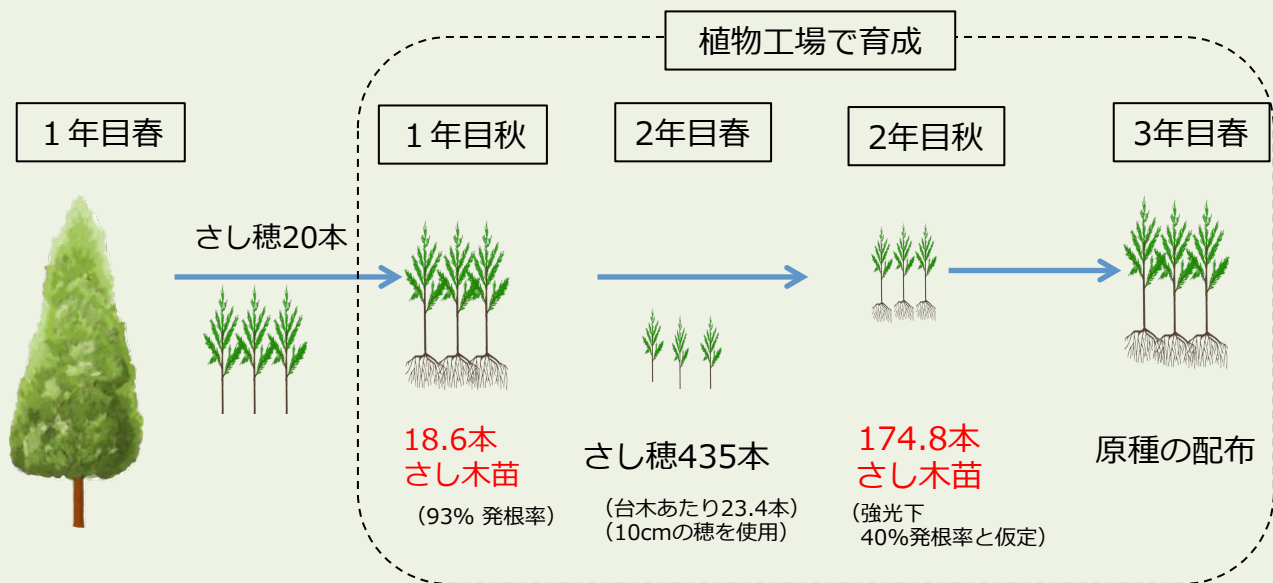 植物工場で育成
１年目春
１年目秋
2年目春
2年目秋
3年目春
さし穂20本
18.6本
さし木苗
（93% 発根率）
さし穂435本
（台木あたり23.4本）
（10cmの穂を使用）
174.8本
さし木苗
（強光下
40%発根率と仮定）
原種の配布